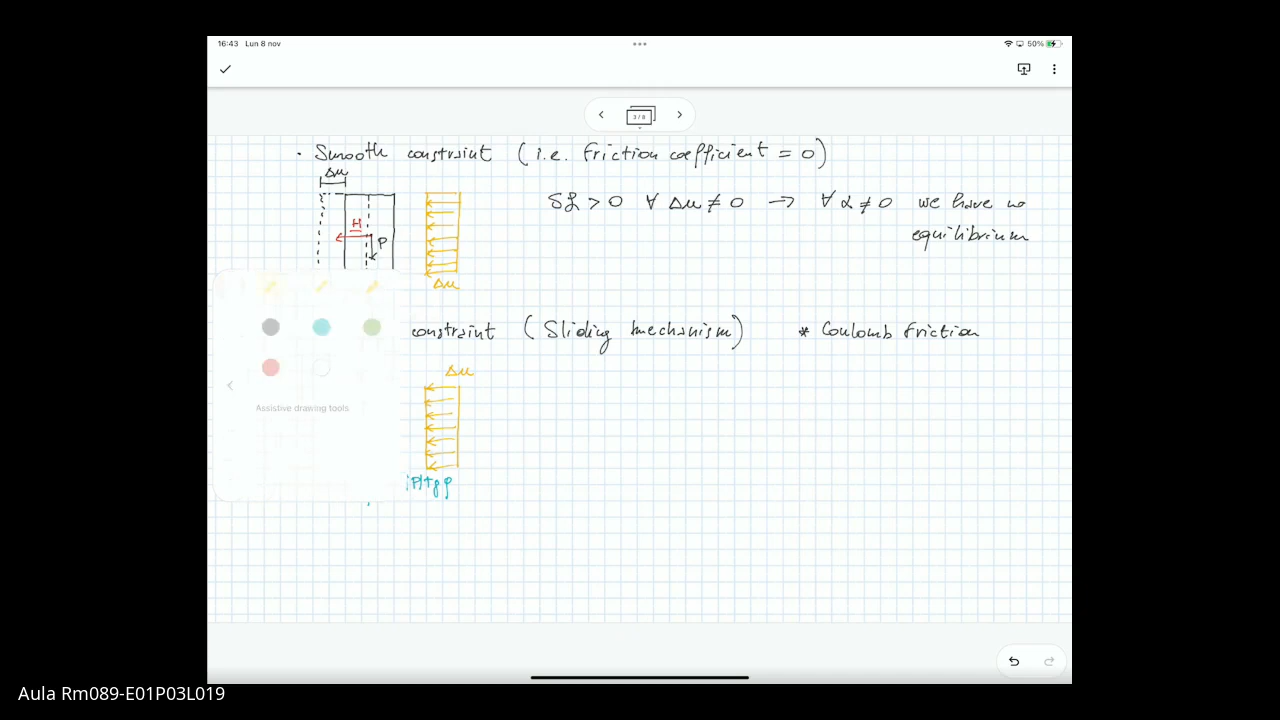 16:43 Lun 8 nov
50%
3 / 8
• Smooth constraint (i.e. friction coefficient = 0)
Δu
δℒ > 0 ∀ Δu ≠ 0 → ∀ α ≠ 0 we have no
equilibrium
H
P
Δu
constraint (Sliding mechanism) * Coulomb friction
Δu
Assistive drawing tools
Aula Rm089-E01P03L019